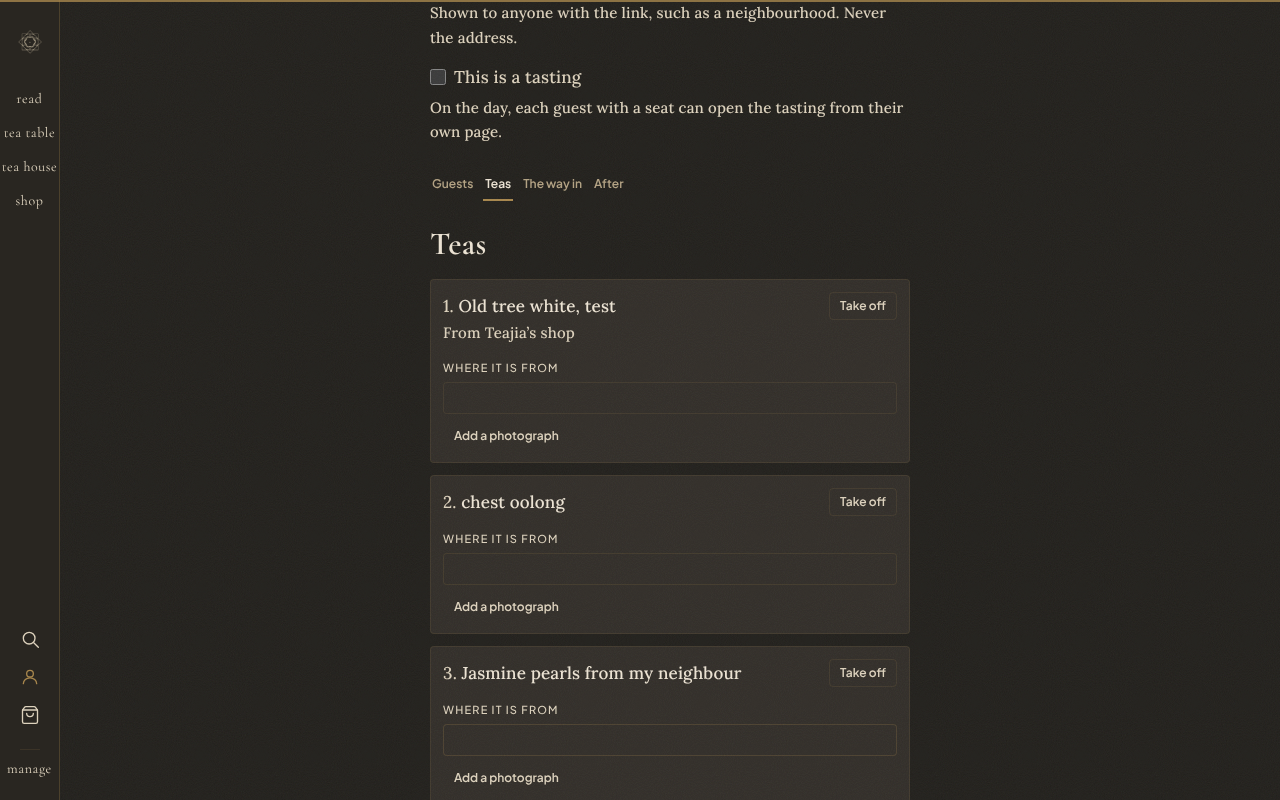 Shown to anyone with the link, such as a neighbourhood. Never
the address.
read
This is a tasting
On the day, each guest with a seat can open the tasting from their
own page.
tea table
tea house
shop
Guests Teas The way in After
Teas
1. Old tree white, test Take off
From Teajia’s shop
WHERE IT IS FROM
Add a photograph
2. chest oolong Take off
WHERE IT IS FROM
Add a photograph
3. Jasmine pearls from my neighbour Take off
WHERE IT IS FROM
Add a photograph
manage